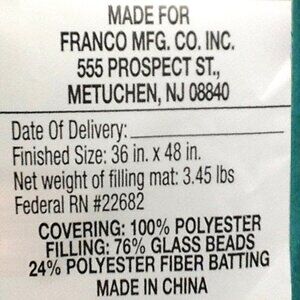 MADE FOR
FRANCO MFG. CO. INC.
555 PROSPECT ST.,
METUCHEN, NJ 08840
Date Of Delivery:
Finished Size: 36 in. x 48 in.
Net weight of filling mat: 3.45 lbs
Federal RN #22682
COVERING: 100% POLYESTER
FILLING: 76% GLASS BEADS
24% POLYESTER FIBER BATTING
MADE IN CHINA